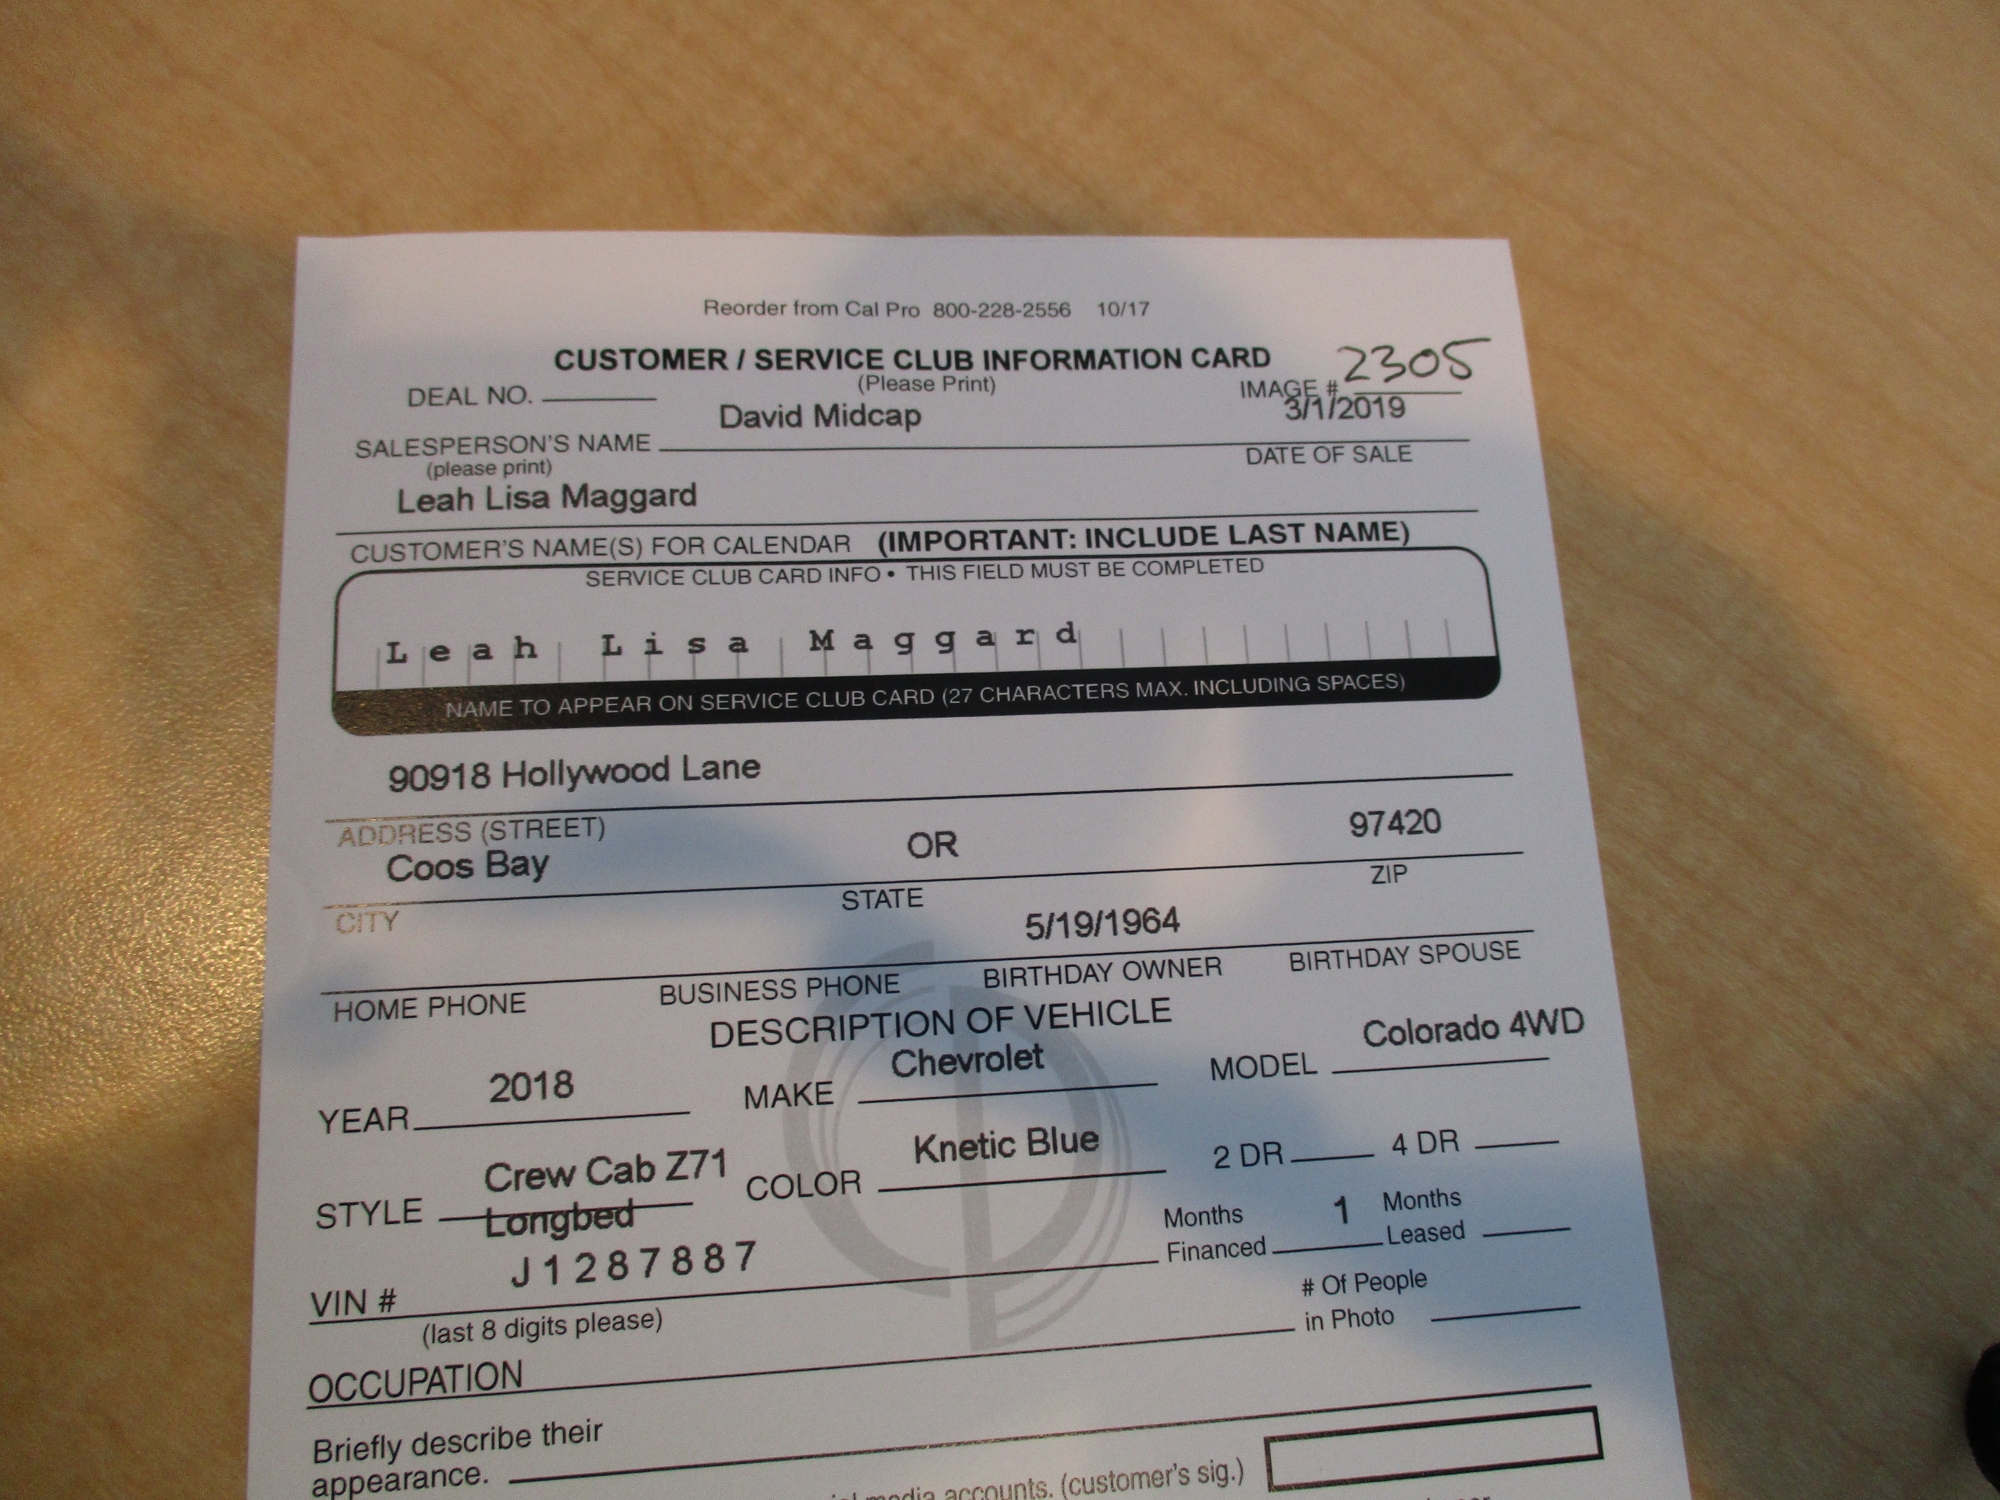 Reorder from Cal Pro 800-228-2556 10/17
CUSTOMER / SERVICE CLUB INFORMATION CARD
(Please Print)
DEAL NO.
IMAGE # 2305
David Midcap
3/1/2019
SALESPERSON'S NAME
(please print)
DATE OF SALE
Leah Lisa Maggard
CUSTOMER'S NAME(S) FOR CALENDAR (IMPORTANT: INCLUDE LAST NAME)
SERVICE CLUB CARD INFO • THIS FIELD MUST BE COMPLETED
Leah Lisa Maggard
NAME TO APPEAR ON SERVICE CLUB CARD (27 CHARACTERS MAX. INCLUDING SPACES)
90918 Hollywood Lane
ADDRESS (STREET)
Coos Bay OR 97420
CITY STATE ZIP
5/19/1964
HOME PHONE BUSINESS PHONE BIRTHDAY OWNER BIRTHDAY SPOUSE
DESCRIPTION OF VEHICLE
YEAR 2018 MAKE Chevrolet MODEL Colorado 4WD
STYLE Crew Cab Z71 Longbed COLOR Knetic Blue 2 DR 4 DR
Months Financed 1 Months Leased
VIN # J1287887
(last 8 digits please)
# Of People in Photo
OCCUPATION
Briefly describe their
appearance.
media accounts. (customer's sig.)